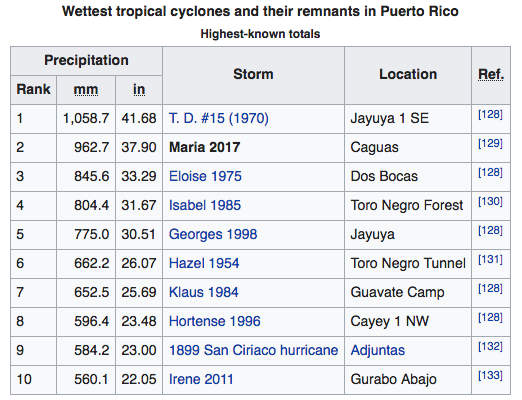 Wettest tropical cyclones and their remnants in Puerto Rico
Highest-known totals
Precipitation Storm Location Ref.
Rank mm in
1 1,058.7 41.68 T. D. #15 (1970) Jayuya 1 SE [128]
2 962.7 37.90 Maria 2017 Caguas [129]
3 845.6 33.29 Eloise 1975 Dos Bocas [128]
4 804.4 31.67 Isabel 1985 Toro Negro Forest [130]
5 775.0 30.51 Georges 1998 Jayuya [128]
6 662.2 26.07 Hazel 1954 Toro Negro Tunnel [131]
7 652.5 25.69 Klaus 1984 Guavate Camp [128]
8 596.4 23.48 Hortense 1996 Cayey 1 NW [128]
9 584.2 23.00 1899 San Ciriaco hurricane Adjuntas [132]
10 560.1 22.05 Irene 2011 Gurabo Abajo [133]